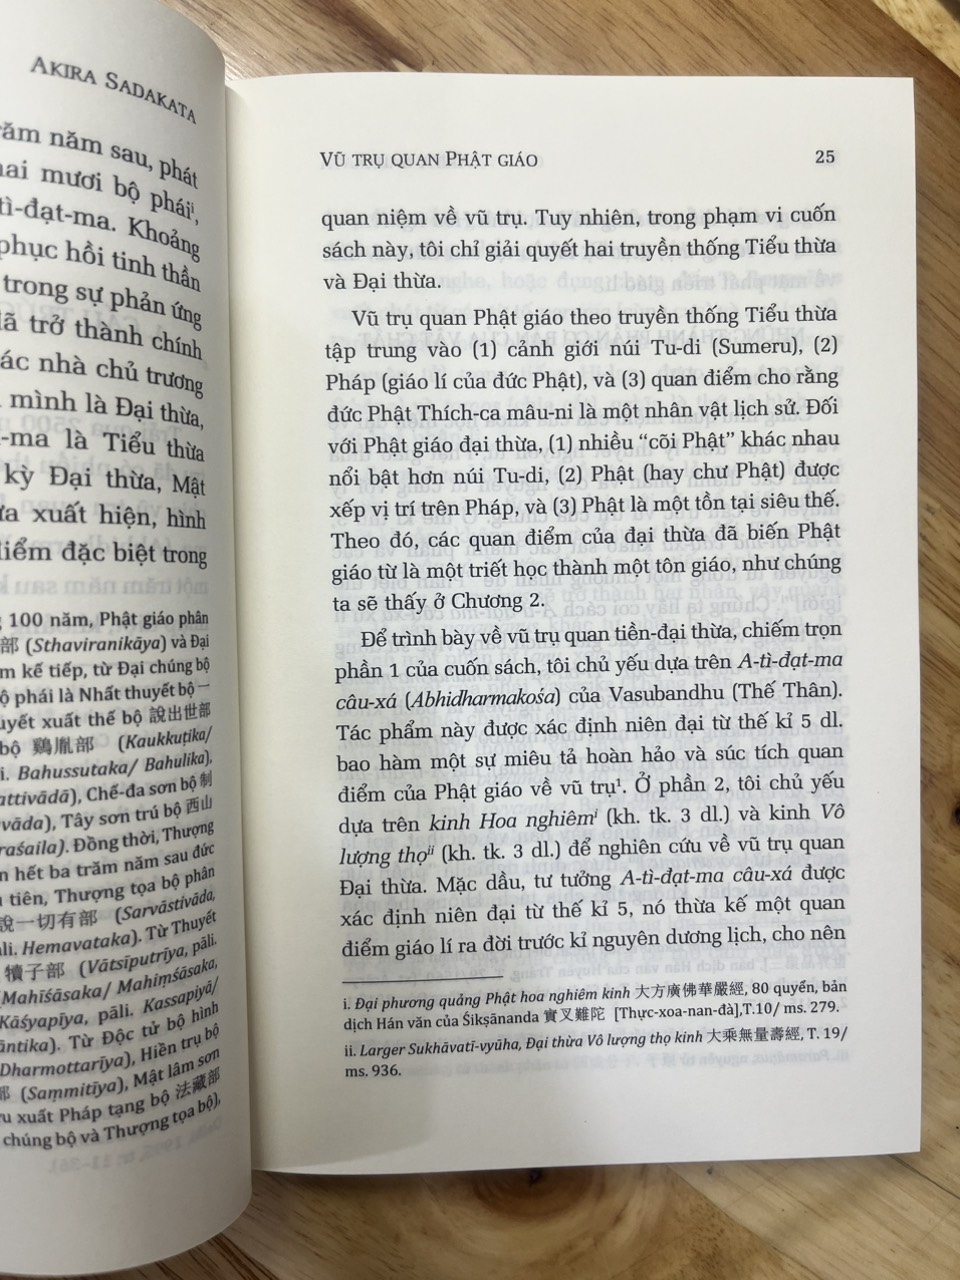 AKIRA SADAKATA
răm năm sau, phát
hai mươi bộ pháiⁱ,
tì-đạt-ma. Khoảng
phục hồi tinh thần
trong sự phản ứng
đã trở thành chính
các nhà chủ trương
mình là Đại thừa,
-ma là Tiểu thừa
kỳ Đại thừa, Mật
xuất hiện, hình
điểm đặc biệt trong
100 năm, Phật giáo phân
部 (Sthaviranikāya) và Đại
m kế tiếp, từ Đại chúng bộ
bộ phái là Nhất thuyết bộ 一
uyết xuất thế bộ 說出世部
bộ 鷄胤部 (Kaukkuṭika/
i. Bahussutaka/ Bahulika),
attivādā), Chế-đa sơn bộ 制
vāda), Tây sơn trú bộ 西山
raśaila). Đồng thời, Thượng
n hết ba trăm năm sau đức
tiên, Thượng tọa bộ phân
說一切有部 (Sarvāstivāda,
āli. Hemavataka). Từ Thuyết
犢子部 (Vātsīputrīya, pāli.
(Mahīśāsaka/ Mahiṃśāsaka,
Kāśyapīya, pāli. Kassapiyā/
āntika). Từ Độc tử bộ hình
Dharmottarīya), Hiền trụ bộ
部 (Saṃmitīya), Mật lâm sơn
ưu xuất Pháp tạng bộ 法藏部
chúng bộ và Thượng tọa bộ),
VŨ TRỤ QUAN PHẬT GIÁO 25
quan niệm về vũ trụ. Tuy nhiên, trong phạm vi cuốn
sách này, tôi chỉ giải quyết hai truyền thống Tiểu thừa
và Đại thừa.
Vũ trụ quan Phật giáo theo truyền thống Tiểu thừa
tập trung vào (1) cảnh giới núi Tu-di (Sumeru), (2)
Pháp (giáo lí của đức Phật), và (3) quan điểm cho rằng
đức Phật Thích-ca mâu-ni là một nhân vật lịch sử. Đối
với Phật giáo đại thừa, (1) nhiều “cõi Phật” khác nhau
nổi bật hơn núi Tu-di, (2) Phật (hay chư Phật) được
xếp vị trí trên Pháp, và (3) Phật là một tồn tại siêu thế.
Theo đó, các quan điểm của đại thừa đã biến Phật
giáo từ là một triết học thành một tôn giáo, như chúng
ta sẽ thấy ở Chương 2.
Để trình bày về vũ trụ quan tiền-đại thừa, chiếm trọn
phần 1 của cuốn sách, tôi chủ yếu dựa trên A-tì-đạt-ma
câu-xá (Abhidharmakośa) của Vasubandhu (Thế Thân).
Tác phẩm này được xác định niên đại từ thế kỉ 5 dl.
bao hàm một sự miêu tả hoàn hảo và súc tích quan
điểm của Phật giáo về vũ trụ¹. Ở phần 2, tôi chủ yếu
dựa trên kinh Hoa nghiêmⁱ (kh. tk. 3 dl.) và kinh Vô
lượng thọⁱⁱ (kh. tk. 3 dl.) để nghiên cứu về vũ trụ quan
Đại thừa. Mặc dầu, tư tưởng A-tì-đạt-ma câu-xá được
xác định niên đại từ thế kỉ 5, nó thừa kế một quan
điểm giáo lí ra đời trước kỉ nguyên dương lịch, cho nên
i. Đại phương quảng Phật hoa nghiêm kinh 大方廣佛華嚴經, 80 quyển, bản
dịch Hán văn của Śikṣānanda 實叉難陀 [Thực-xoa-nan-đà],T.10/ ms. 279.
ii. Larger Sukhāvatī-vyūha, Đại thừa Vô lượng thọ kinh 大乘無量壽經, T. 19/
ms. 936.